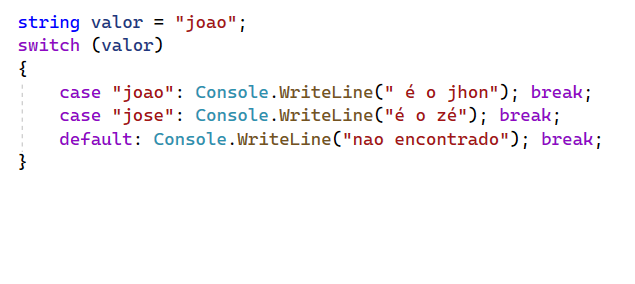 string valor = "joao";
switch (valor)
{
case "joao": Console.WriteLine(" é o jhon"); break;
case "jose": Console.WriteLine("é o zé"); break;
default: Console.WriteLine("nao encontrado"); break;
}